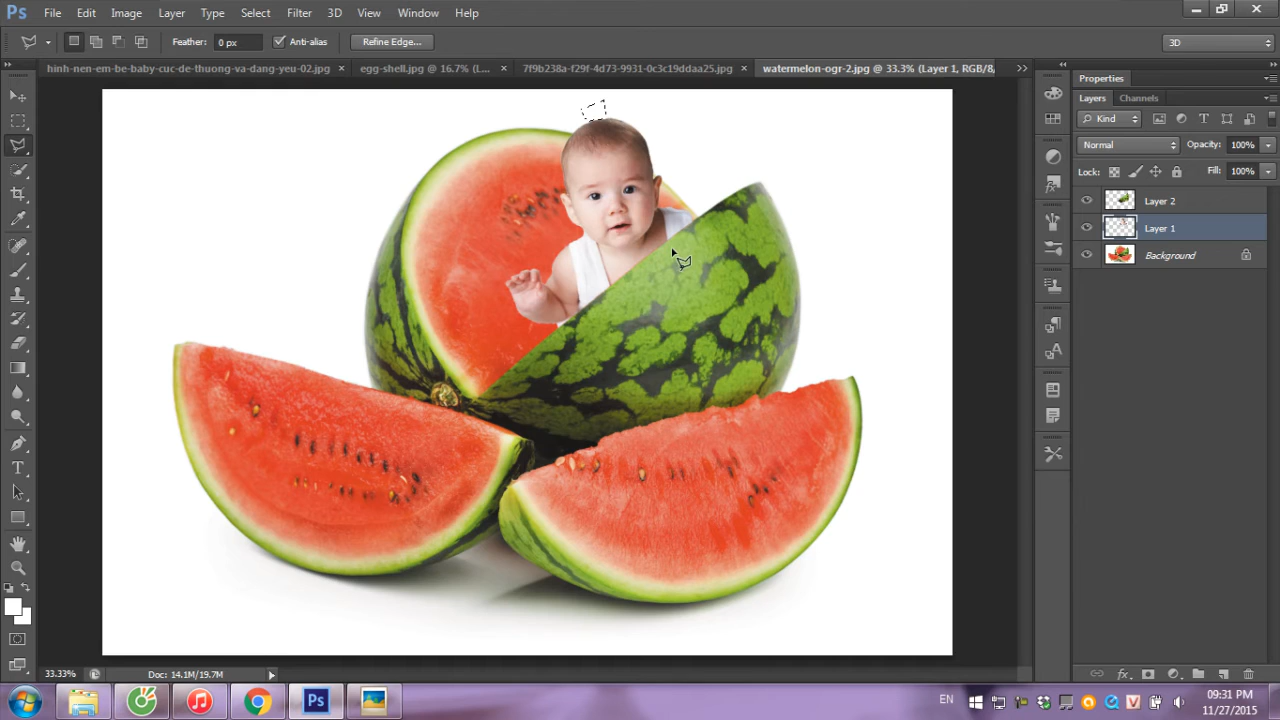 Ps File Edit Image Layer Type Select Filter 3D View Window Help
Feather: 0 px Anti-alias Refine Edge... 3D
hinh-nen-em-be-baby-cuc-de-thuong-va-dang-yeu-02.jpg × egg-shell.jpg @ 16.7% (L... × 7f9b238a-f29f-4d73-9931-0c3c19ddaa25.jpg × watermelon-ogr-2.jpg @ 33.3% (Layer 1, RGB/8,
Properties
Layers Channels
Kind
Normal Opacity: 100%
Lock: Fill: 100%
Layer 2
Layer 1
Background
33.33% Doc: 14.1M/19.7M
Ps EN 09:31 PM
11/27/2015